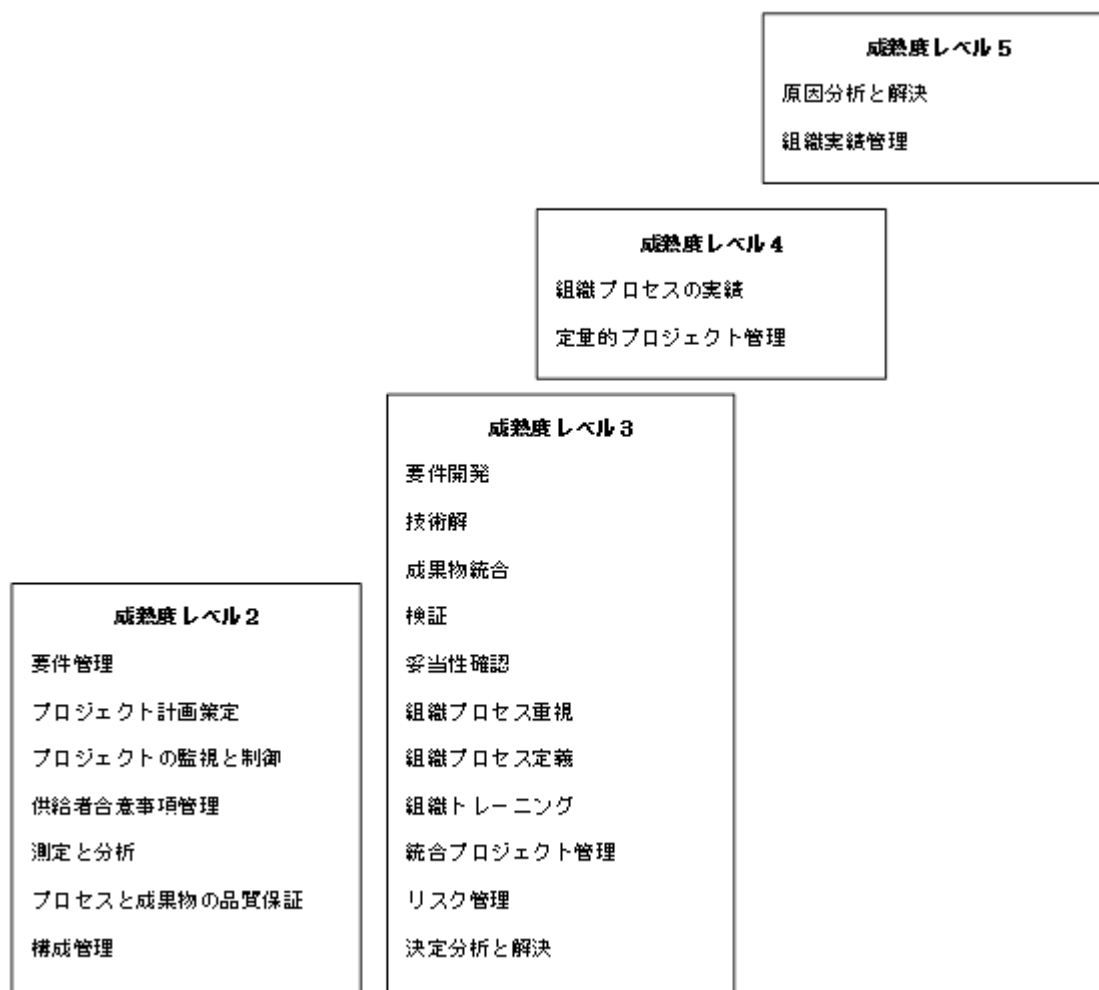 成熟度レベル5
原因分析と解決
組織実績管理
成熟度レベル4
組織プロセスの実績
定量的プロジェクト管理
成熟度レベル3
要件開発
技術解
成果物統合
検証
妥当性確認
組織プロセス重視
組織プロセス定義
組織トレーニング
統合プロジェクト管理
リスク管理
決定分析と解決
成熟度レベル2
要件管理
プロジェクト計画策定
プロジェクトの監視と制御
供給者合意事項管理
測定と分析
プロセスと成果物の品質保証
構成管理